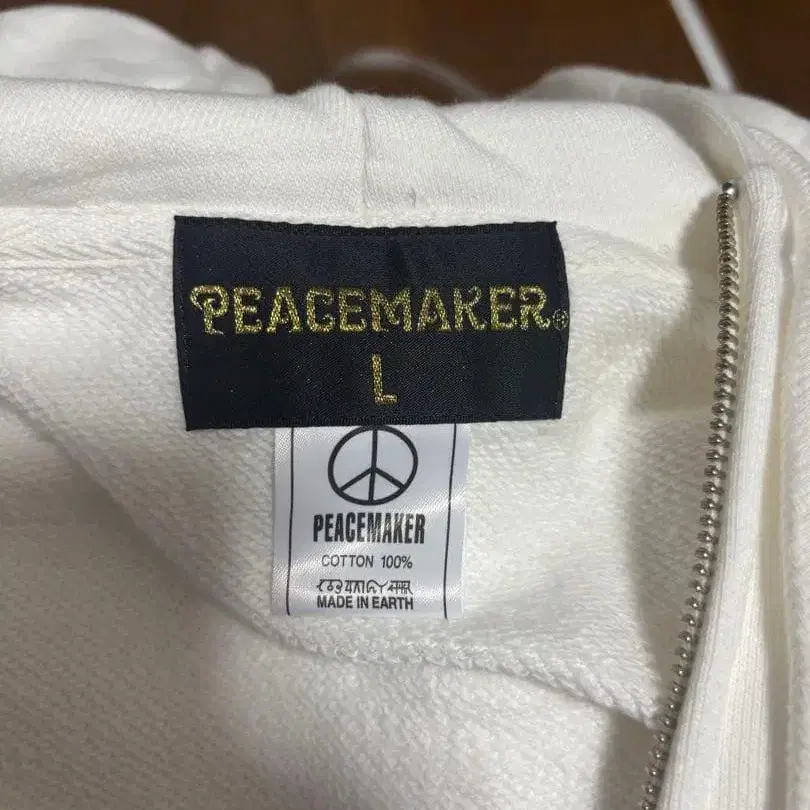 PEACEMAKER®
L
PEACEMAKER
COTTON 100%
MADE IN EARTH